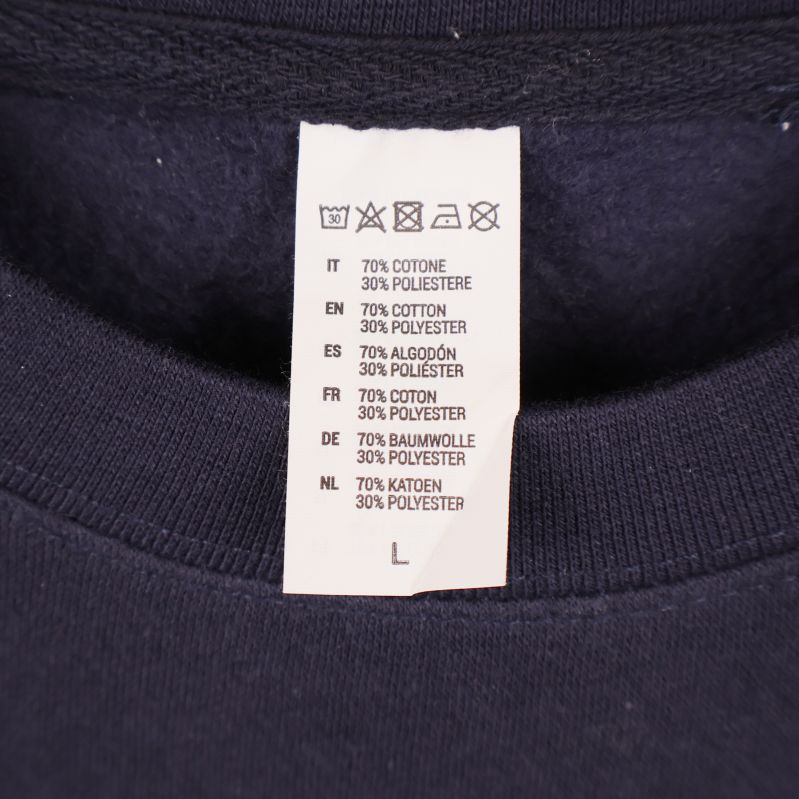 30
IT 70% COTONE
30% POLIESTERE
EN 70% COTTON
30% POLYESTER
ES 70% ALGODÓN
30% POLIÉSTER
FR 70% COTON
30% POLYESTER
DE 70% BAUMWOLLE
30% POLYESTER
NL 70% KATOEN
30% POLYESTER
L